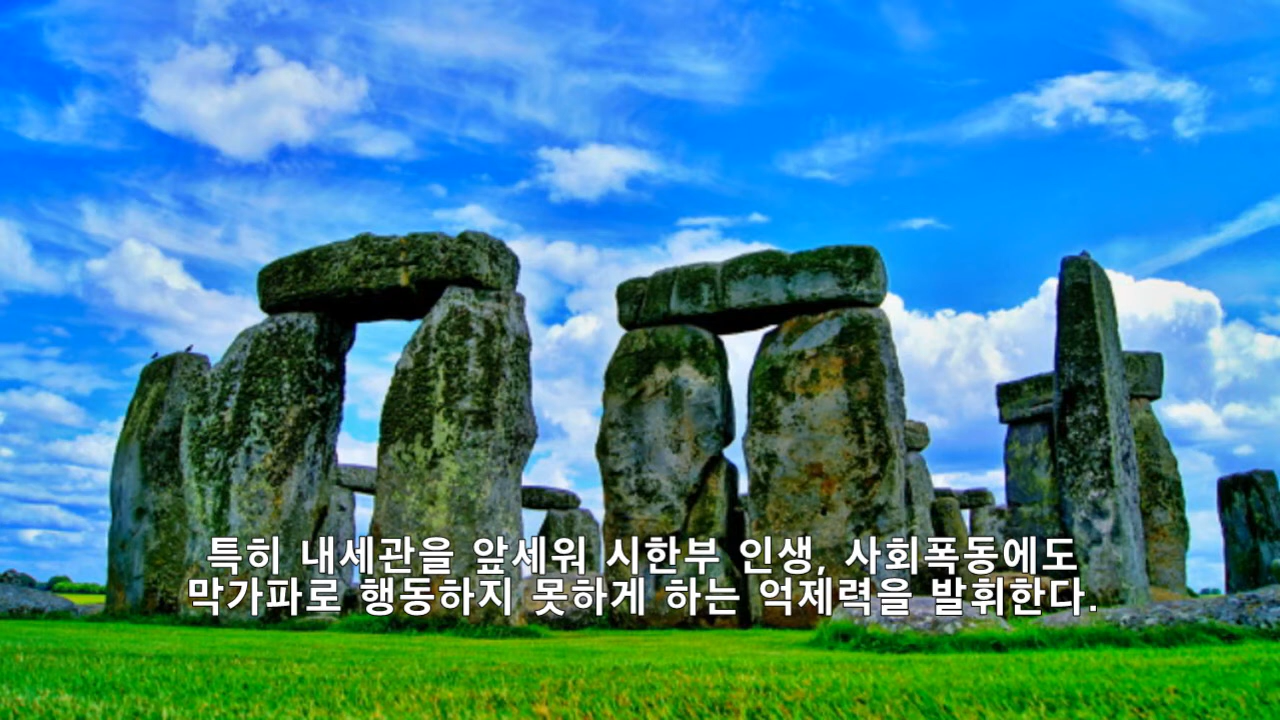 특히 내세관을 앞세워 시한부 인생, 사회폭동에도
막가파로 행동하지 못하게 하는 억제력을 발휘한다.